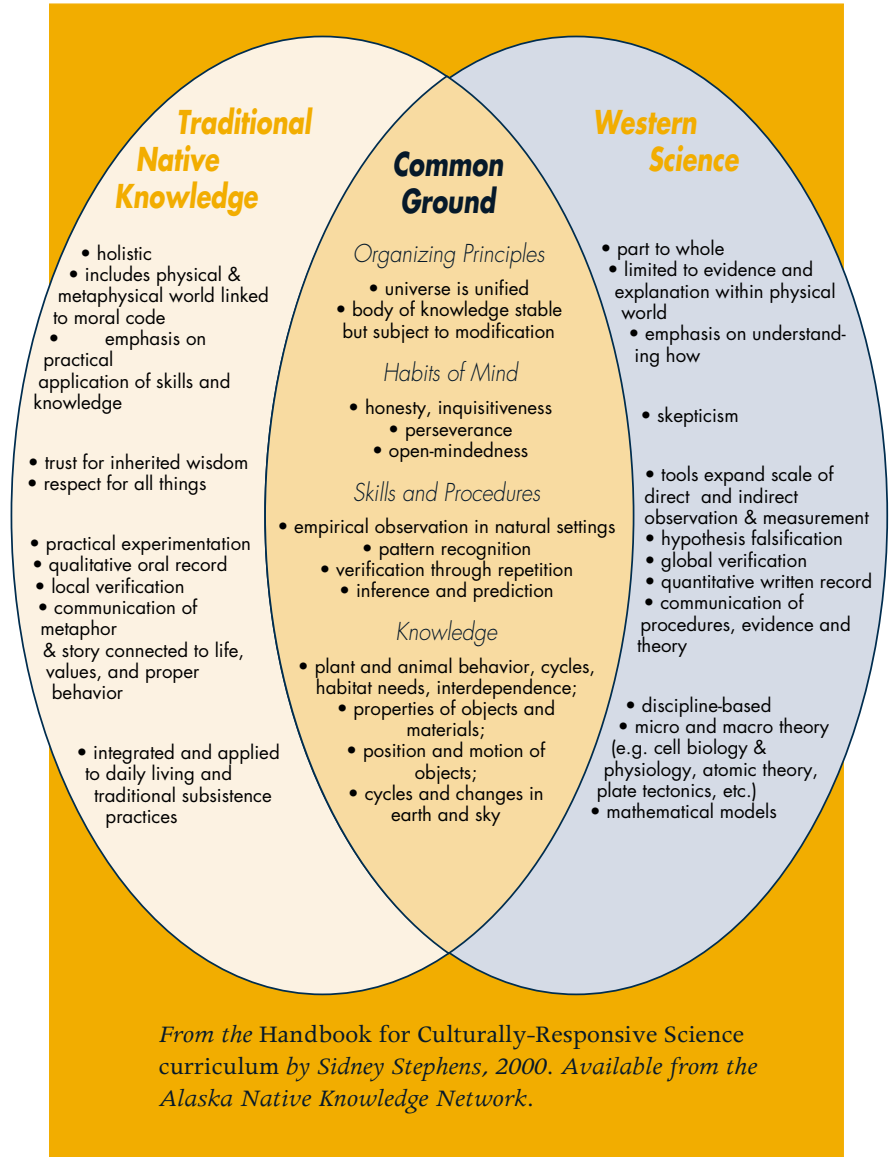 Traditional
Native
Knowledge
• holistic
• includes physical &
metaphysical world linked
to moral code
• emphasis on
practical
application of skills and
knowledge
• trust for inherited wisdom
• respect for all things
• practical experimentation
• qualitative oral record
• local verification
• communication of
metaphor
& story connected to life,
values, and proper
behavior
• integrated and applied
to daily living and
traditional subsistence
practices
Common
Ground
Organizing Principles
• universe is unified
• body of knowledge stable
but subject to modification
Habits of Mind
• honesty, inquisitiveness
• perseverance
• open-mindedness
Skills and Procedures
• empirical observation in natural settings
• pattern recognition
• verification through repetition
• inference and prediction
Knowledge
• plant and animal behavior, cycles,
habitat needs, interdependence;
• properties of objects and
materials;
• position and motion of
objects;
• cycles and changes in
earth and sky
Western
Science
• part to whole
• limited to evidence and
explanation within physical
world
• emphasis on understand-
ing how
• skepticism
• tools expand scale of
direct and indirect
observation & measurement
• hypothesis falsification
• global verification
• quantitative written record
• communication of
procedures, evidence and
theory
• discipline-based
• micro and macro theory
(e.g. cell biology &
physiology, atomic theory,
plate tectonics, etc.)
• mathematical models
From the Handbook for Culturally-Responsive Science
curriculum by Sidney Stephens, 2000. Available from the
Alaska Native Knowledge Network.